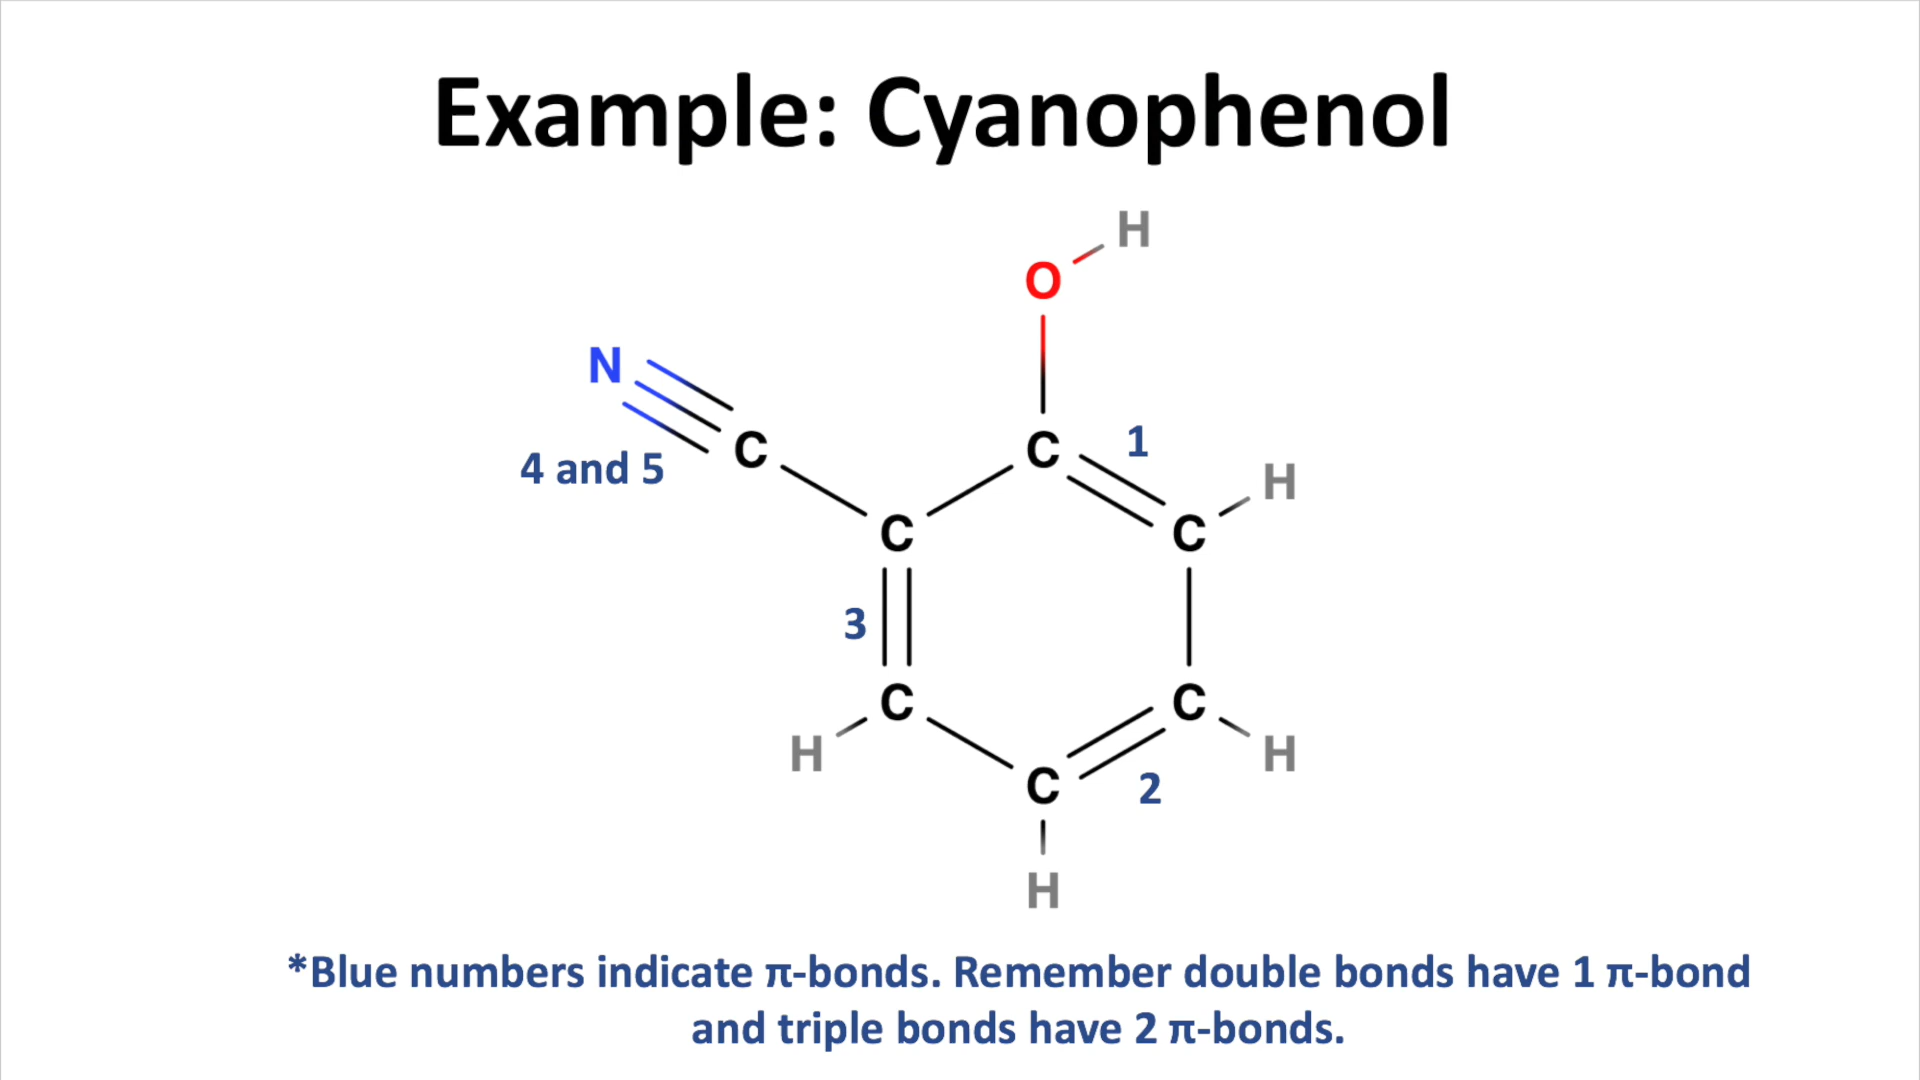 Example: Cyanophenol
H
O
N
C
C
1
4 and 5
H
C
C
3
C
C
H
H
C
2
H
*Blue numbers indicate π-bonds. Remember double bonds have 1 π-bond
and triple bonds have 2 π-bonds.